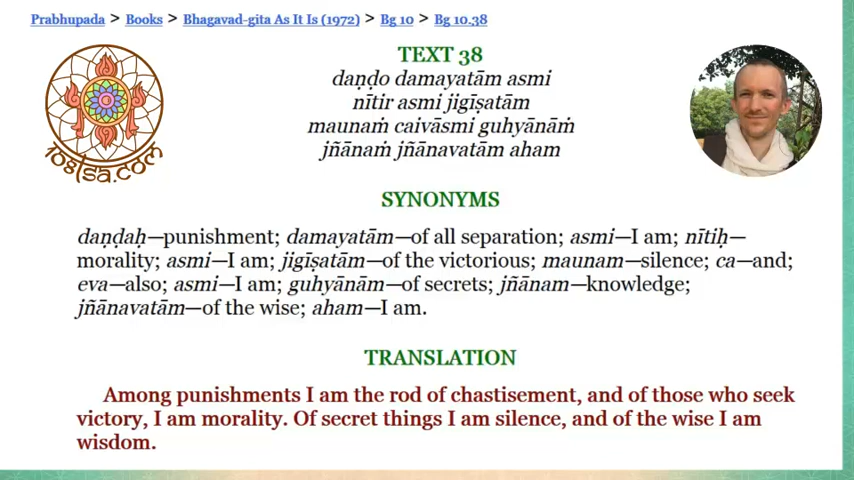 Prabhupada > Books > Bhagavad-gita As It Is (1972) > Bg 10 > Bg 10.38
TEXT 38
daṇḍo damayatām asmi
nītir asmi jigīṣatām
maunaṁ caivāsmi guhyānāṁ
jñānaṁ jñānavatām aham
108lsa.com
SYNONYMS
daṇḍaḥ—punishment; damayatām—of all separation; asmi—I am; nītiḥ—
morality; asmi—I am; jigīṣatām—of the victorious; maunam—silence; ca—and;
eva—also; asmi—I am; guhyānām—of secrets; jñānam—knowledge;
jñānavatām—of the wise; aham—I am.
TRANSLATION
Among punishments I am the rod of chastisement, and of those who seek
victory, I am morality. Of secret things I am silence, and of the wise I am
wisdom.